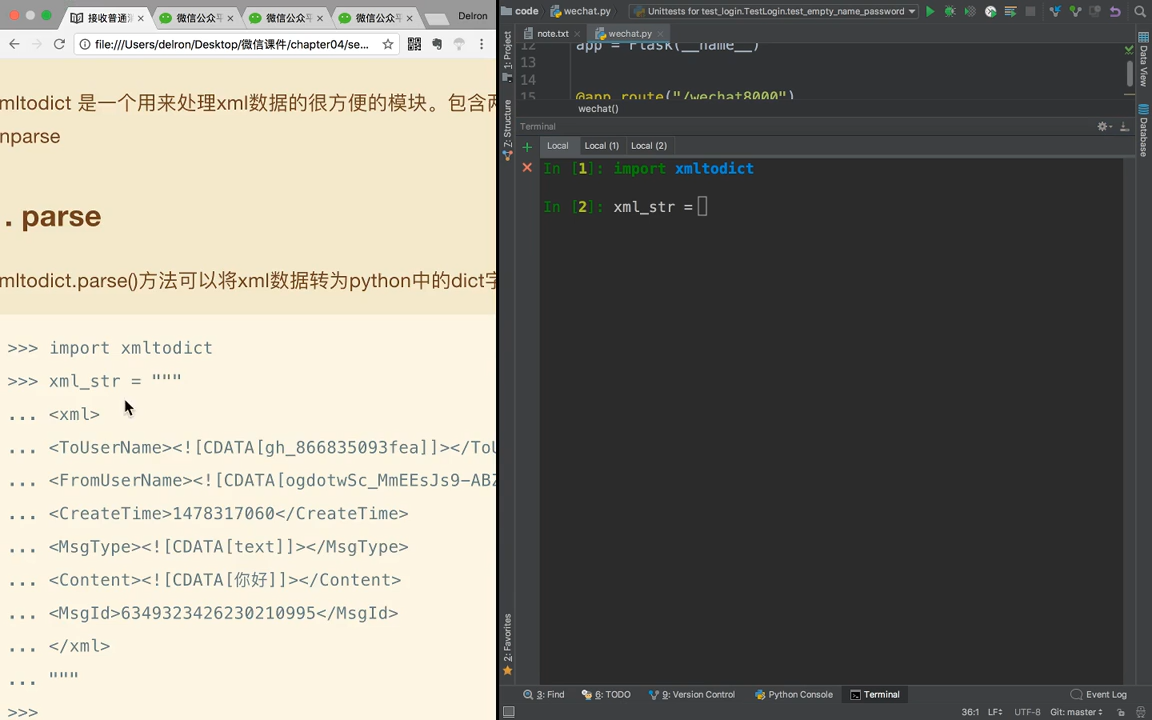 接收普通消
微信公众平
微信公众平
微信公众平
Delron
file:///Users/delron/Desktop/微信课件/chapter04/se...
mltodict 是一个用来处理xml数据的很方便的模块。包含两
nparse
. parse
mltodict.parse()方法可以将xml数据转为python中的dict字
>>> import xmltodict
>>> xml_str = """
... <xml>
... <ToUserName><![CDATA[gh_866835093fea]]></ToU
... <FromUserName><![CDATA[ogdotwSc_MmEEsJs9-ABZ
... <CreateTime>1478317060</CreateTime>
... <MsgType><![CDATA[text]]></MsgType>
... <Content><![CDATA[你好]]></Content>
... <MsgId>6349323426230210995</MsgId>
... </xml>
... """
>>>
code
wechat.py
Unittests for test_login.TestLogin.test_empty_name_password
note.txt
wechat.py
12 app = Flask(__name__)
13
14
15 @app.route("/wechat8000")
wechat()
Terminal
Local
Local (1)
Local (2)
In [1]: import xmltodict
In [2]: xml_str =
1: Project
Z: Structure
2: Favorites
Data View
Database
3: Find
6: TODO
9: Version Control
Python Console
Terminal
Event Log
36:1
LF
UTF-8
Git: master